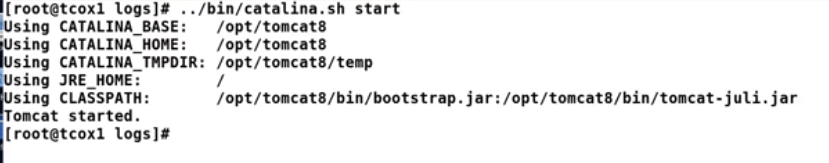 [root@tcox1 logs]# ../bin/catalina.sh start
Using CATALINA_BASE:   /opt/tomcat8
Using CATALINA_HOME:   /opt/tomcat8
Using CATALINA_TMPDIR: /opt/tomcat8/temp
Using JRE_HOME:        /
Using CLASSPATH:       /opt/tomcat8/bin/bootstrap.jar:/opt/tomcat8/bin/tomcat-juli.jar
Tomcat started.
[root@tcox1 logs]#